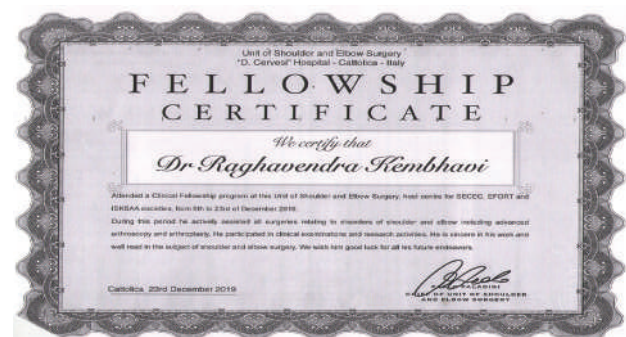 Unit of Shoulder and Elbow Surgery
"D. Cervesi" Hospital - Cattolica - Italy
FELLOWSHIP
CERTIFICATE
We certify that
Dr Raghavendra Kembhavi
Attended a Clinical Fellowship program at this Unit of Shoulder and Elbow Surgery, host centre for SECEC, EFORT and
ISKSAA societies, from 5th to 23rd of December 2019.
During this period he actively assisted all surgeries relating to disorders of shoulder and elbow including advanced
arthroscopy and arthroplasty. He participated in clinical examinations and research activities. He is sincere in his work and
well read in the subject of shoulder and elbow surgery. We wish him good luck for all his future endeavors.
Cattolica, 23rd December 2019
PALADINI
CHIEF OF UNIT OF SHOULDER
AND ELBOW SURGERY